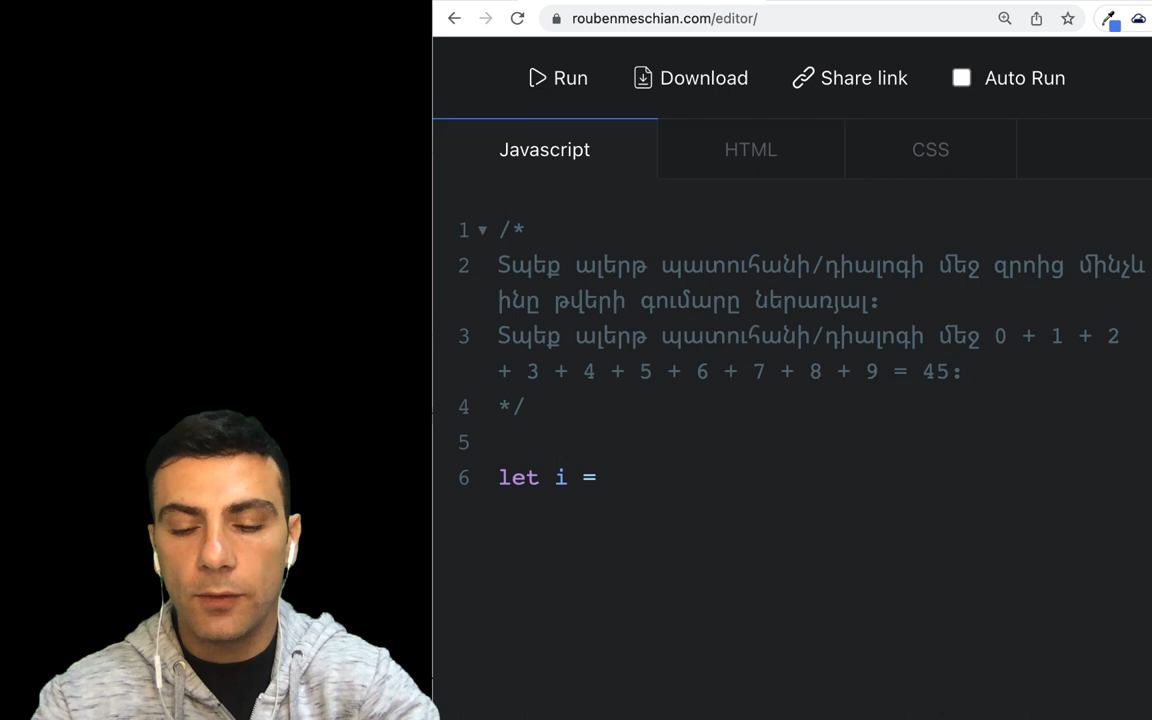 roubenmeschian.com/editor/
Run Download Share link Auto Run
Javascript HTML CSS
1 /*
2 Տպեք ալերթ պատուհանի/դիալոգի մեջ զրոից մինչև
ինը թվերի գումարը ներառյալ:
3 Տպեք ալերթ պատուհանի/դիալոգի մեջ 0 + 1 + 2
+ 3 + 4 + 5 + 6 + 7 + 8 + 9 = 45:
4 */
5
6 let i =